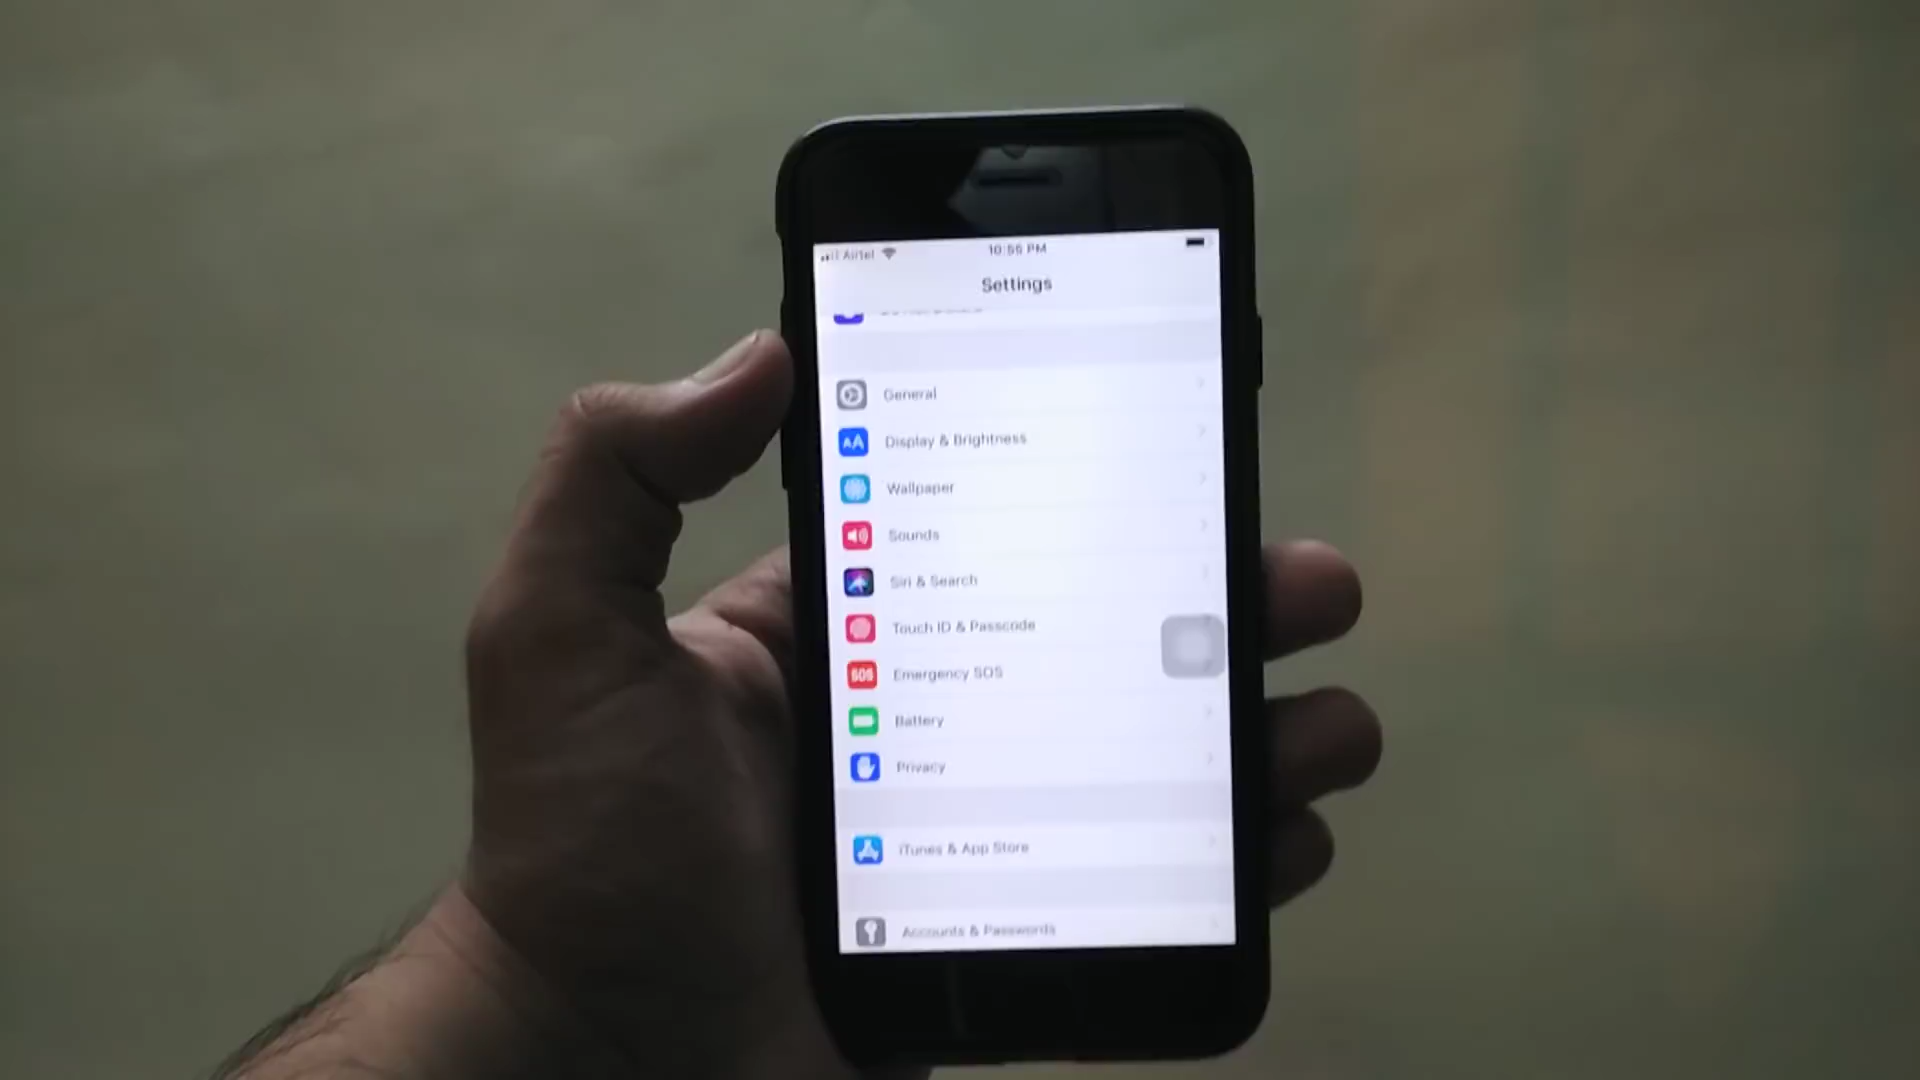 Airtel
10:55 PM
Settings
General
AA Display & Brightness
Wallpaper
Sounds
Siri & Search
Touch ID & Passcode
SOS Emergency SOS
Battery
Privacy
iTunes & App Store
Accounts & Passwords